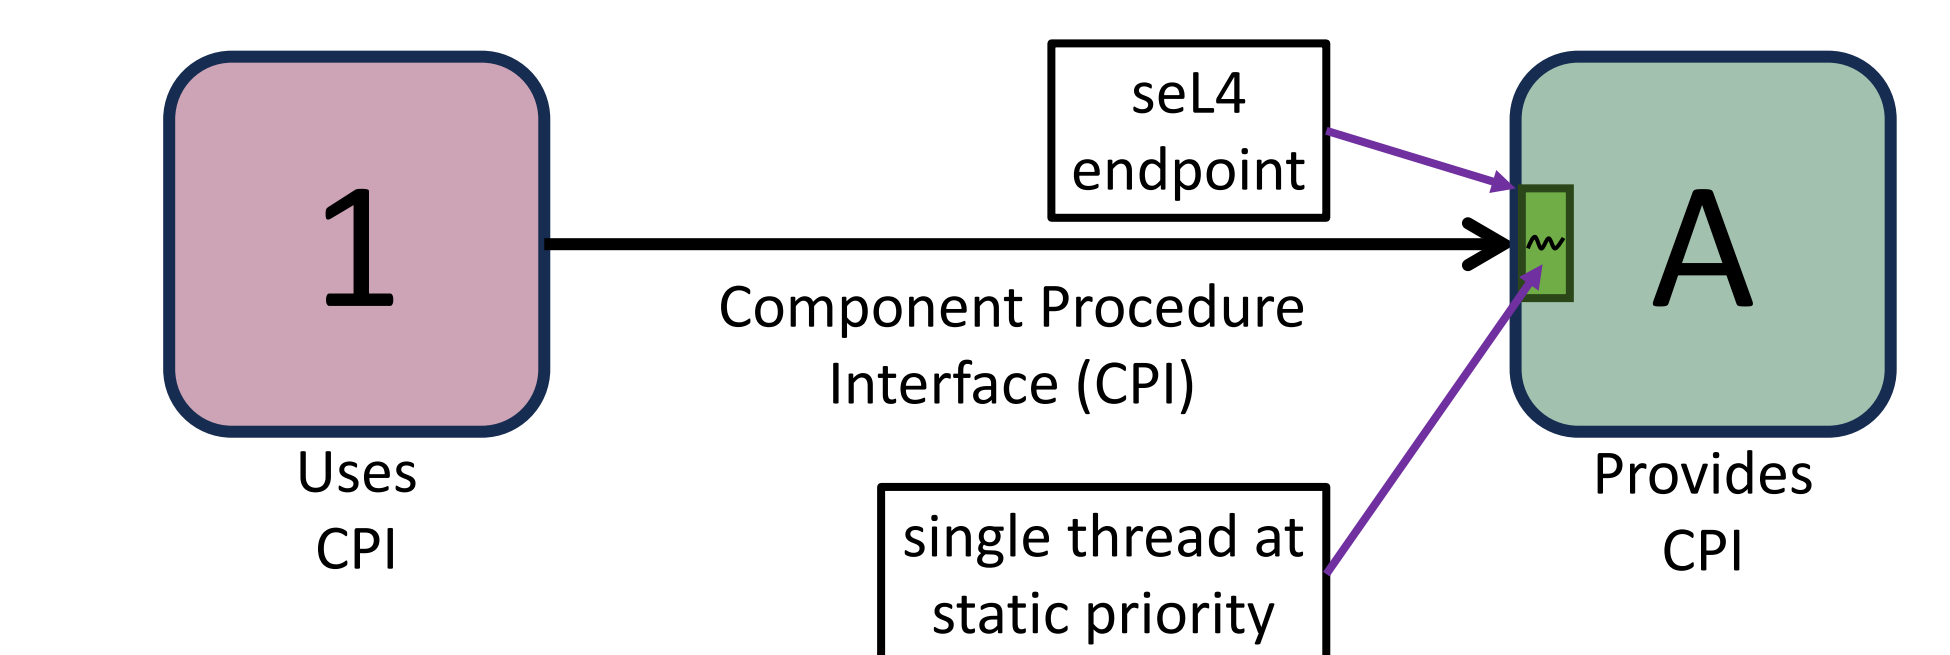 seL4
endpoint
1
A
Component Procedure
Interface (CPI)
Uses
CPI
Provides
CPI
single thread at
static priority